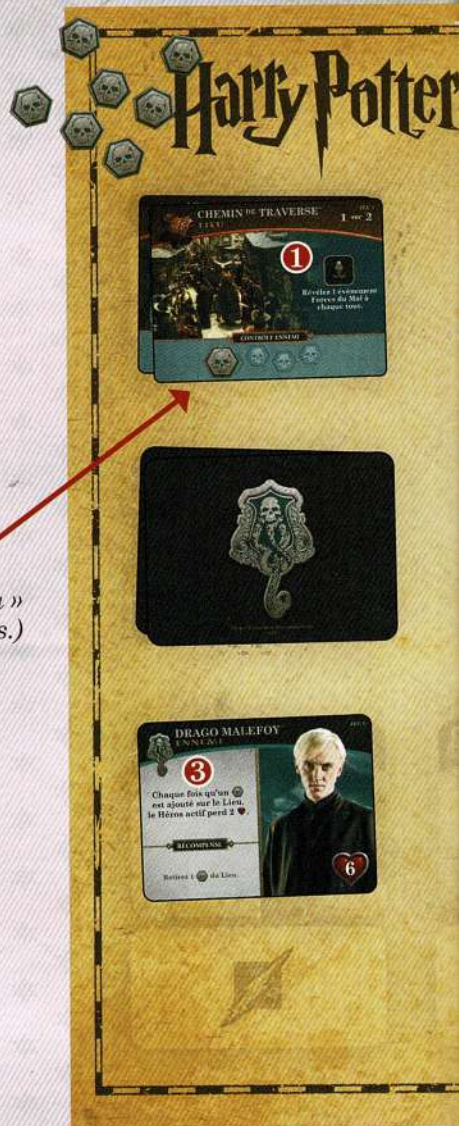 Harry Potter
CHEMIN DE TRAVERSE
LIEU
1 sur 2
1
Révélez 1 événement
Forces du Mal à
chaque tour.
CONTRÔLE ENNEMI
»
s.)
DRAGO MALEFOY
ENNEMI
3
Chaque fois qu'un
est ajouté sur le Lieu,
le Héros actif perd 2
RÉCOMPENSE
6
Retirez 1 du Lieu.